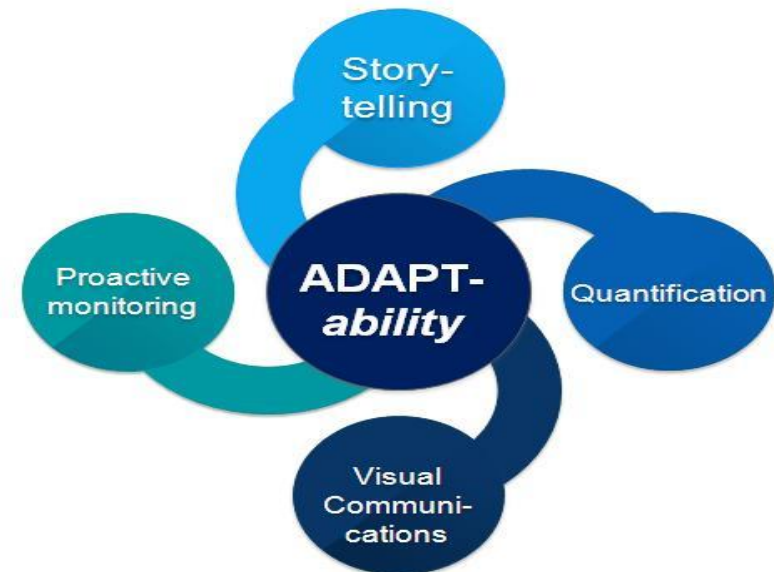 Story-
telling
ADAPT-
ability
Quantification
Proactive
monitoring
Visual
Communi-
cations